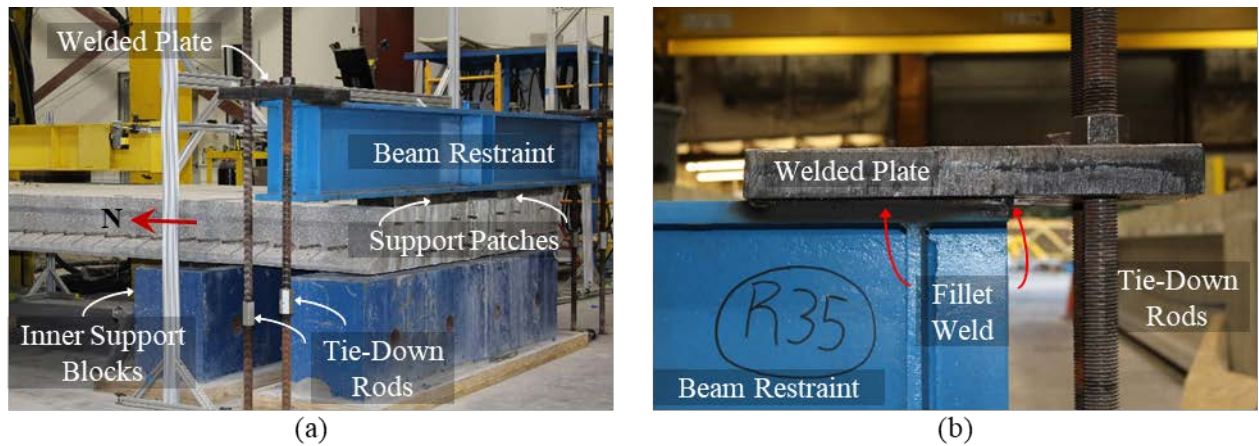 Welded Plate
Beam Restraint
N
Support Patches
Inner Support
Blocks
Tie-Down
Rods
(a)
Welded Plate
Fillet
Weld
Tie-Down
Rods
R35
Beam Restraint
(b)